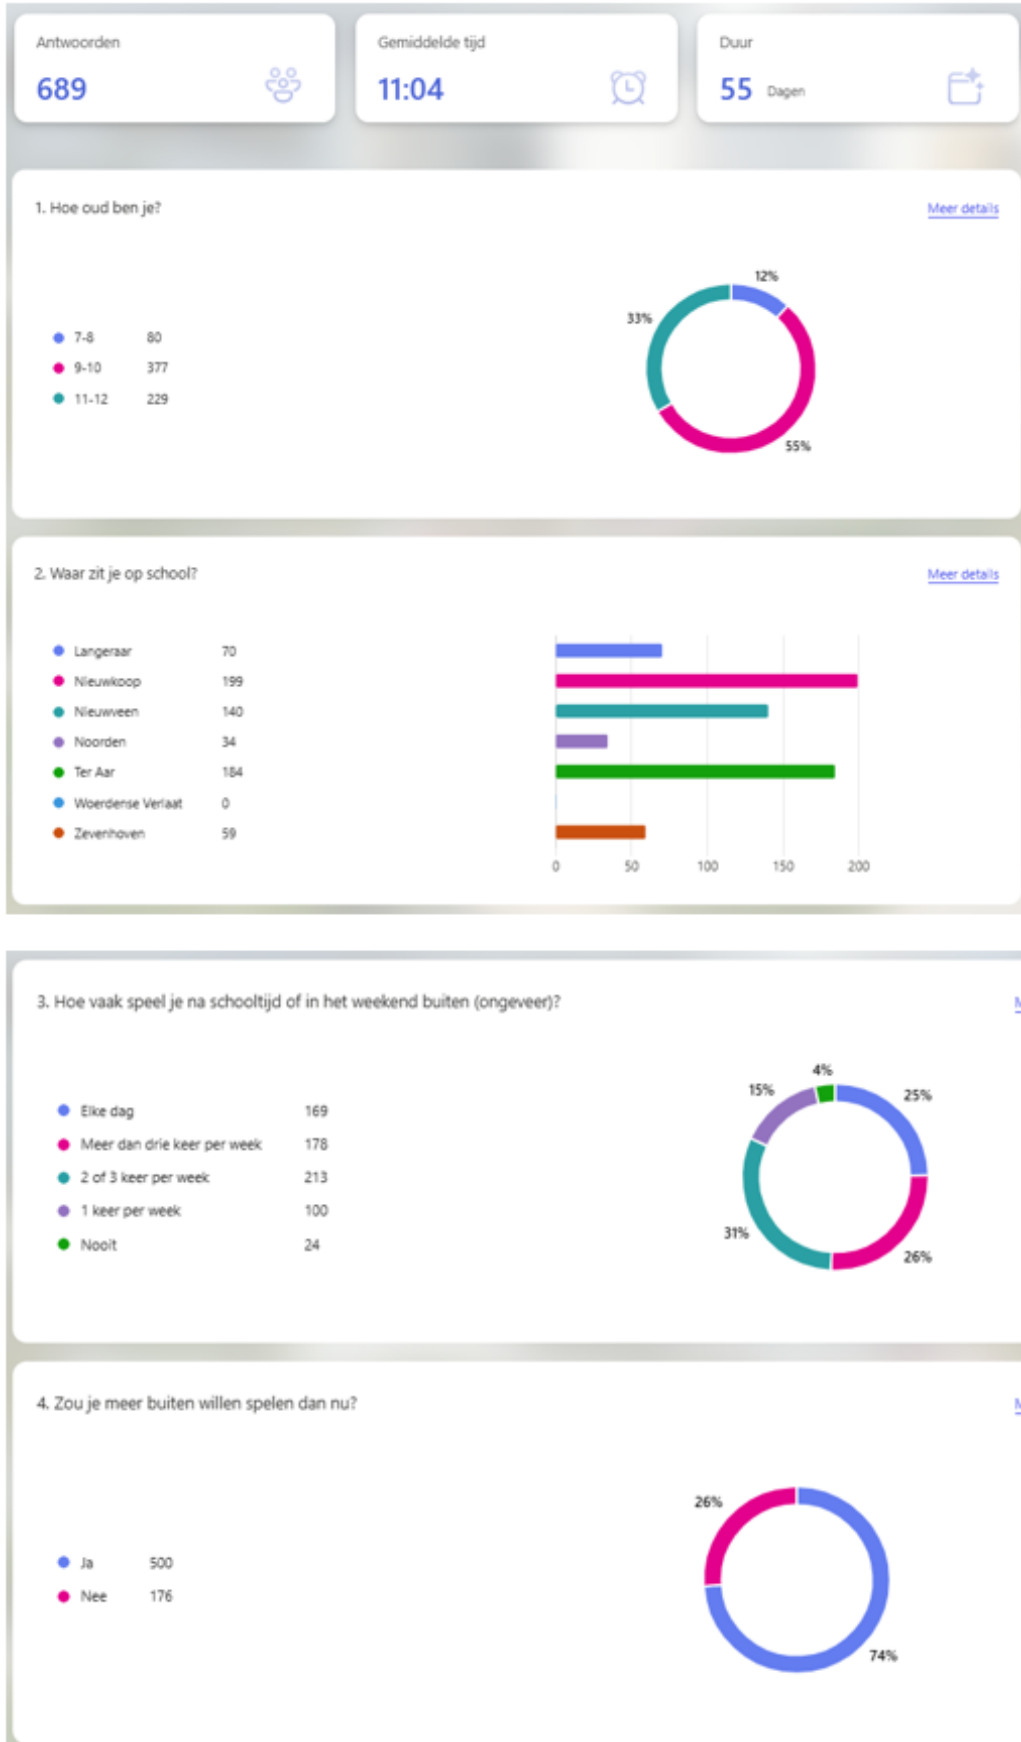 Antwoorden
689
Gemiddelde tijd
11:04
Duur
55 Dagen
1. Hoe oud ben je?
Meer details
7-8 80
9-10 377
11-12 229
12%
33%
55%
2. Waar zit je op school?
Meer details
Langeraar 70
Nieuwkoop 199
Nieuwveen 140
Noorden 34
Ter Aar 184
Woerdense Verlaat 0
Zevenhoven 59
0 50 100 150 200
3. Hoe vaak speel je na schooltijd of in het weekend buiten (ongeveer)?
Elke dag 169
Meer dan drie keer per week 178
2 of 3 keer per week 213
1 keer per week 100
Nooit 24
4%
15%
25%
31%
26%
4. Zou je meer buiten willen spelen dan nu?
Ja 500
Nee 176
26%
74%